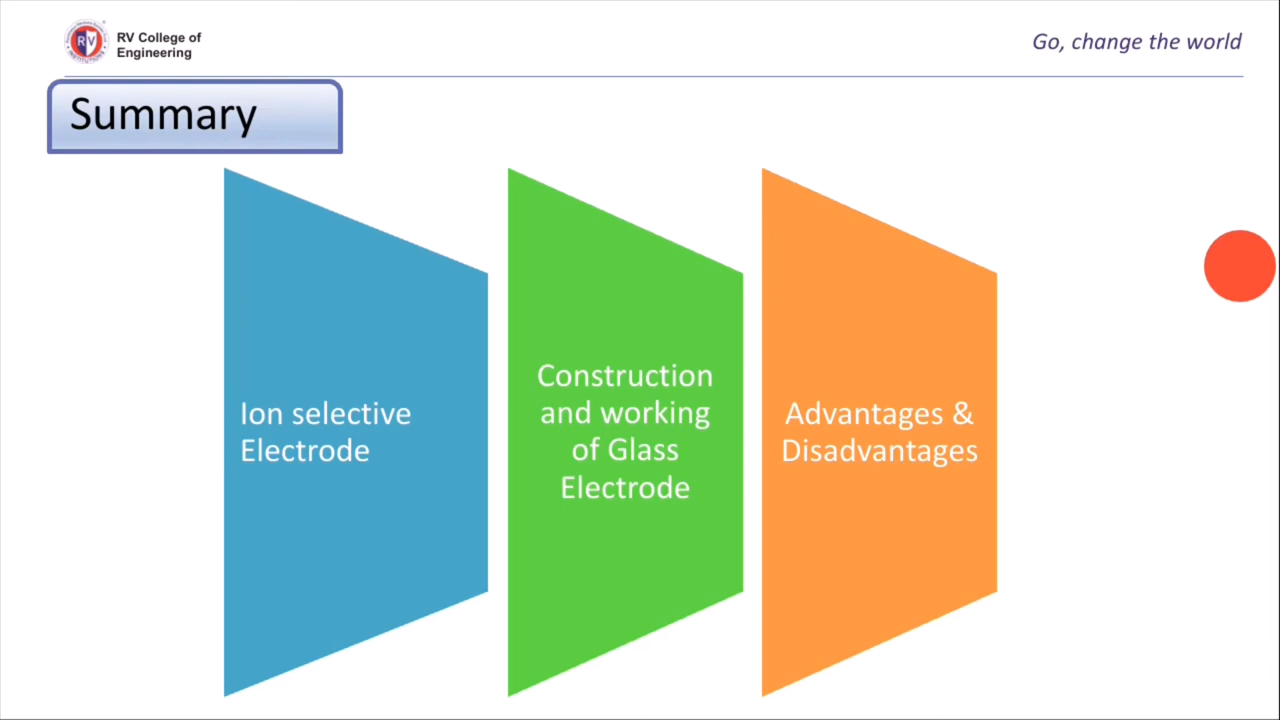 RV College of
Engineering
Go, change the world
Summary
Ion selective
Electrode
Construction
and working
of Glass
Electrode
Advantages &
Disadvantages